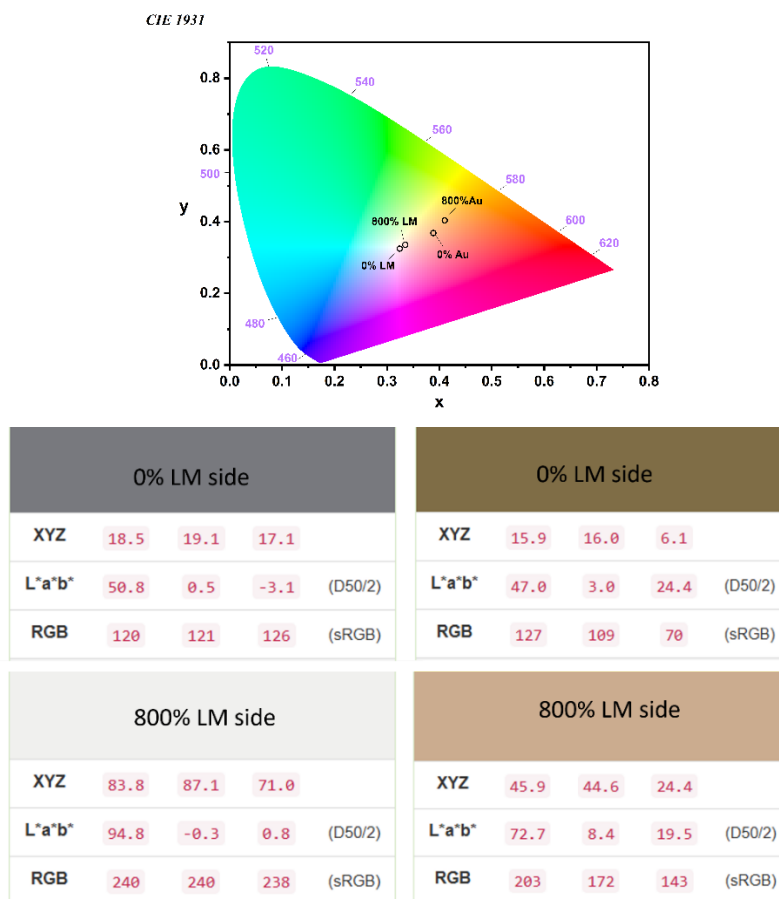 CIE 1931
520
0.8
540
560
0.6
500
580
y
800%Au
0.4
800% LM
600
0% LM
0% Au
620
0.2
480
460
0.0
0.0 0.1 0.2 0.3 0.4 0.5 0.6 0.7 0.8
x
0% LM side
XYZ 18.5 19.1 17.1
L*a*b* 50.8 0.5 -3.1 (D50/2)
RGB 120 121 126 (sRGB)
0% LM side
XYZ 15.9 16.0 6.1
L*a*b* 47.0 3.0 24.4 (D50/2)
RGB 127 109 70 (sRGB)
800% LM side
XYZ 83.8 87.1 71.0
L*a*b* 94.8 -0.3 0.8 (D50/2)
RGB 240 240 238 (sRGB)
800% LM side
XYZ 45.9 44.6 24.4
L*a*b* 72.7 8.4 19.5 (D50/2)
RGB 203 172 143 (sRGB)